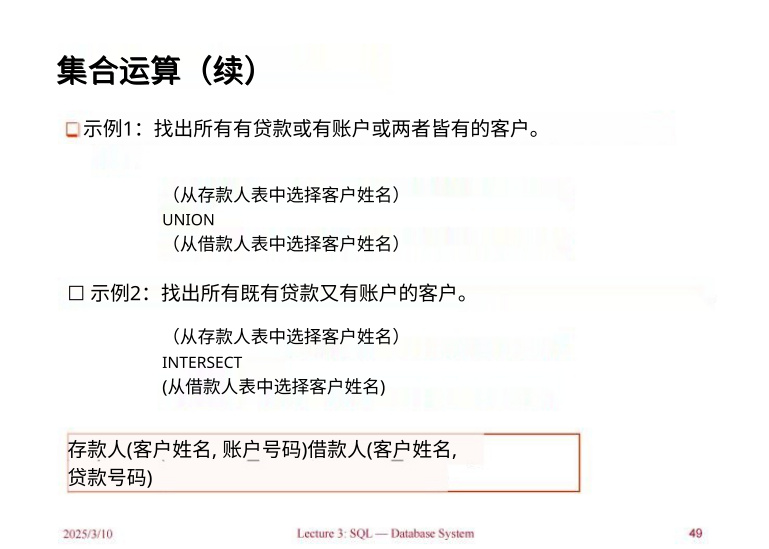 集合运算（续）
示例1：找出所有有贷款或有账户或两者皆有的客户。
（从存款人表中选择客户姓名）
UNION
（从借款人表中选择客户姓名）
示例2：找出所有既有贷款又有账户的客户。
（从存款人表中选择客户姓名）
INTERSECT
(从借款人表中选择客户姓名)
存款人(客户姓名, 账户号码)借款人(客户姓名,
贷款号码)
2025/3/10 Lecture 3: SQL — Database System 49